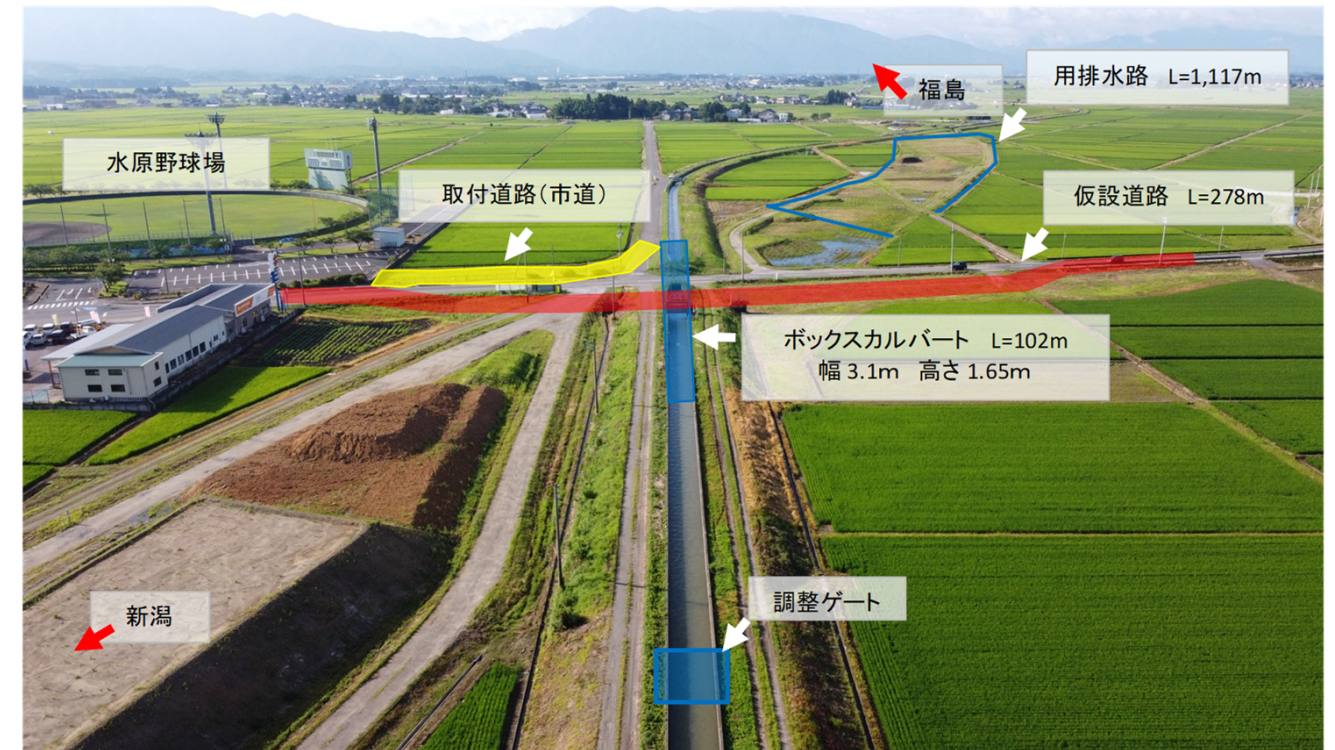 福島
用排水路 L=1,117m
水原野球場
取付道路(市道)
仮設道路 L=278m
ボックスカルバート L=102m
幅3.1m 高さ1.65m
調整ゲート
新潟